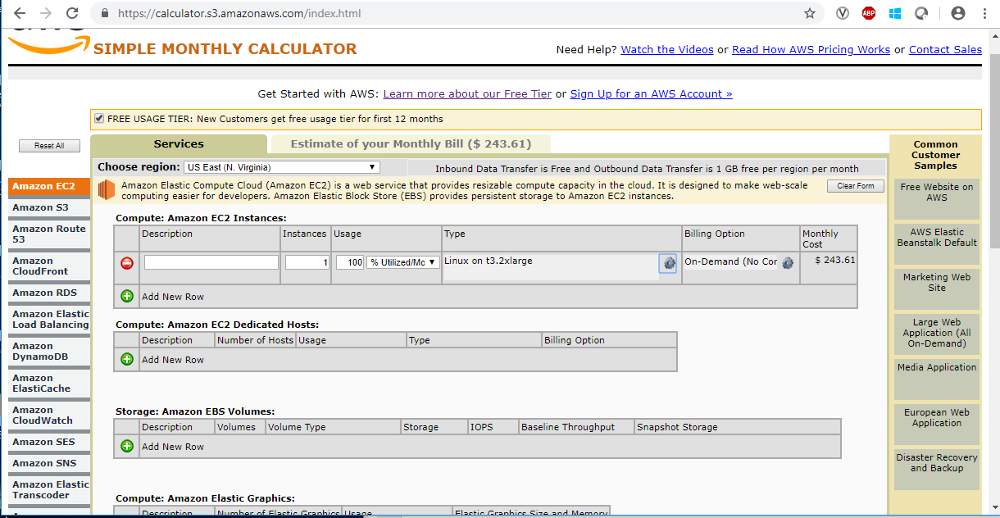 https://calculator.s3.amazonaws.com/index.html
ABP
SIMPLE MONTHLY CALCULATOR
Need Help? Watch the Videos or Read How AWS Pricing Works or Contact Sales
Get Started with AWS: Learn more about our Free Tier or Sign Up for an AWS Account »
FREE USAGE TIER: New Customers get free usage tier for first 12 months
Reset All
Services
Estimate of your Monthly Bill ($ 243.61)
Choose region: US East (N. Virginia)
Inbound Data Transfer is Free and Outbound Data Transfer is 1 GB free per region per month
Amazon Elastic Compute Cloud (Amazon EC2) is a web service that provides resizable compute capacity in the cloud. It is designed to make web-scale
computing easier for developers. Amazon Elastic Block Store (EBS) provides persistent storage to Amazon EC2 instances.
Clear Form
Amazon EC2
Amazon S3
Amazon Route
53
Amazon
CloudFront
Amazon RDS
Amazon Elastic
Load Balancing
Amazon
DynamoDB
Amazon
ElastiCache
Amazon
CloudWatch
Amazon SES
Amazon SNS
Amazon Elastic
Transcoder
Compute: Amazon EC2 Instances:
Description Instances Usage Type Billing Option Monthly
Cost
1 100 % Utilized/Mo Linux on t3.2xlarge On-Demand (No Cor $ 243.61
Add New Row
Compute: Amazon EC2 Dedicated Hosts:
Description Number of Hosts Usage Type Billing Option
Add New Row
Storage: Amazon EBS Volumes:
Description Volumes Volume Type Storage IOPS Baseline Throughput Snapshot Storage
Add New Row
Compute: Amazon Elastic Graphics:
Description Number of Elastic Graphics Usage Elastic Graphics Size and Memory
Common
Customer
Samples
Free Website on
AWS
AWS Elastic
Beanstalk Default
Marketing Web
Site
Large Web
Application (All
On-Demand)
Media Application
European Web
Application
Disaster Recovery
and Backup